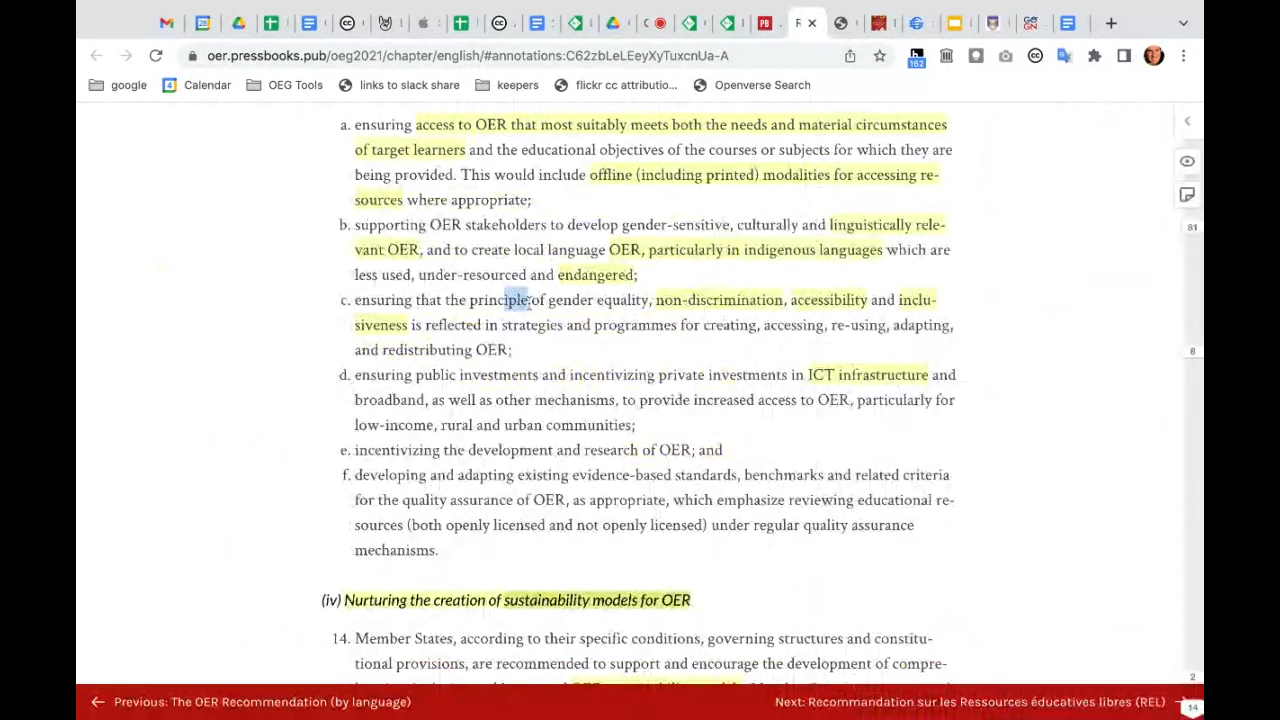 oer.pressbooks.pub/oeg2021/chapter/english/#annotations:C62zbLeLEeyXyTuxcnUa-A
162
google
Calendar
OEG Tools
links to slack share
keepers
flickr cc attributio...
Openverse Search
a. ensuring access to OER that most suitably meets both the needs and material circumstances
of target learners and the educational objectives of the courses or subjects for which they are
being provided. This would include offline (including printed) modalities for accessing re-
sources where appropriate;
b. supporting OER stakeholders to develop gender-sensitive, culturally and linguistically rele-
vant OER, and to create local language OER, particularly in indigenous languages which are
less used, under-resourced and endangered;
c. ensuring that the principle of gender equality, non-discrimination, accessibility and inclu-
siveness is reflected in strategies and programmes for creating, accessing, re-using, adapting,
and redistributing OER;
d. ensuring public investments and incentivizing private investments in ICT infrastructure and
broadband, as well as other mechanisms, to provide increased access to OER, particularly for
low-income, rural and urban communities;
e. incentivizing the development and research of OER; and
f. developing and adapting existing evidence-based standards, benchmarks and related criteria
for the quality assurance of OER, as appropriate, which emphasize reviewing educational re-
sources (both openly licensed and not openly licensed) under regular quality assurance
mechanisms.
(iv) Nurturing the creation of sustainability models for OER
14. Member States, according to their specific conditions, governing structures and constitu-
tional provisions, are recommended to support and encourage the development of compre-
81
8
2
14
Previous: The OER Recommendation (by language)
Next: Recommandation sur les Ressources éducatives libres (REL)